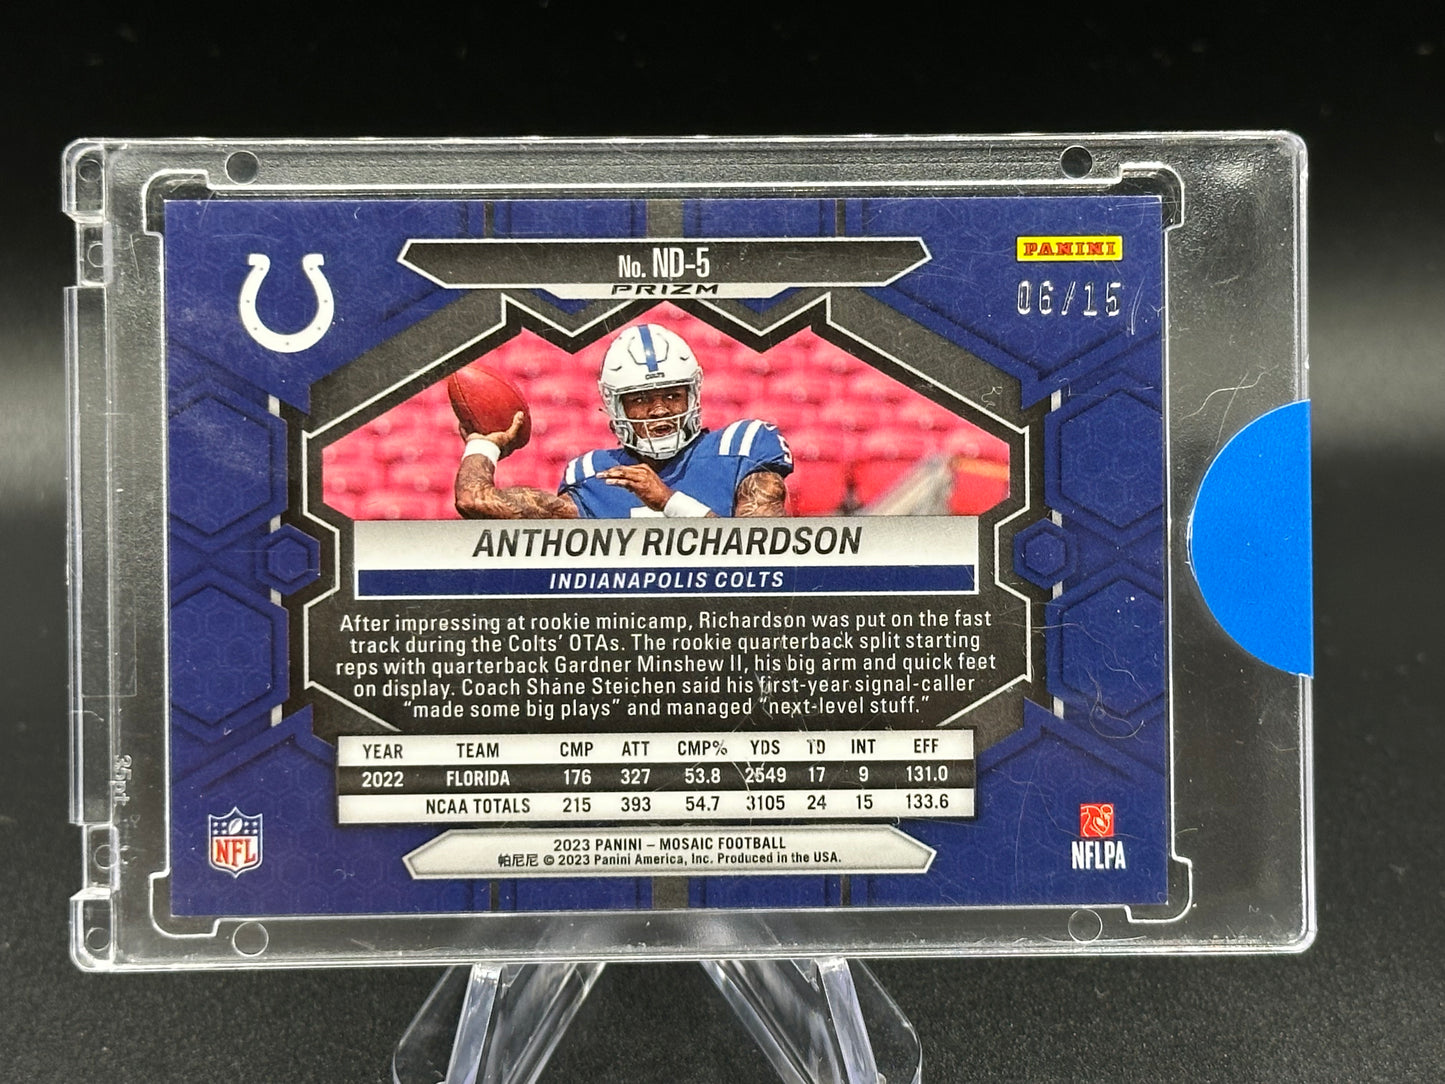 No. ND-5
PRIZM
PANINI
06/15
COLTS
ANTHONY RICHARDSON
INDIANAPOLIS COLTS
After impressing at rookie minicamp, Richardson was put on the fast
track during the Colts' OTAs. The rookie quarterback split starting
reps with quarterback Gardner Minshew II, his big arm and quick feet
on display. Coach Shane Steichen said his first-year signal-caller
"made some big plays" and managed "next-level stuff."
YEAR TEAM CMP ATT CMP% YDS TD INT EFF
2022 FLORIDA 176 327 53.8 2549 17 9 131.0
NCAA TOTALS 215 393 54.7 3105 24 15 133.6
2023 PANINI – MOSAIC FOOTBALL
帕尼尼 © 2023 Panini America, Inc. Produced in the USA.
NFL
NFLPA
35pt